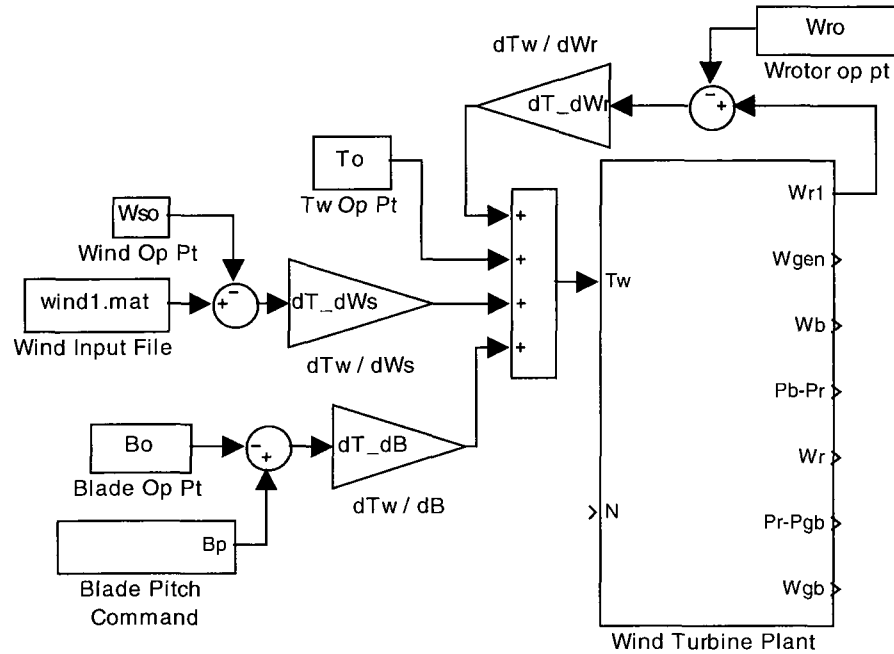 Wro
Wrotor op pt
dTw / dWr
- +
dT_dWr
To
Tw Op Pt
Wso
Wind Op Pt
wind1.mat
Wind Input File
+ -
dT_dWs
dTw / dWs
+
+
+
+
Bo
Blade Op Pt
-
+
dT_dB
dTw / dB
Bp
Blade Pitch
Command
Tw
N
Wr1
Wgen
Wb
Pb-Pr
Wr
Pr-Pgb
Wgb
Wind Turbine Plant